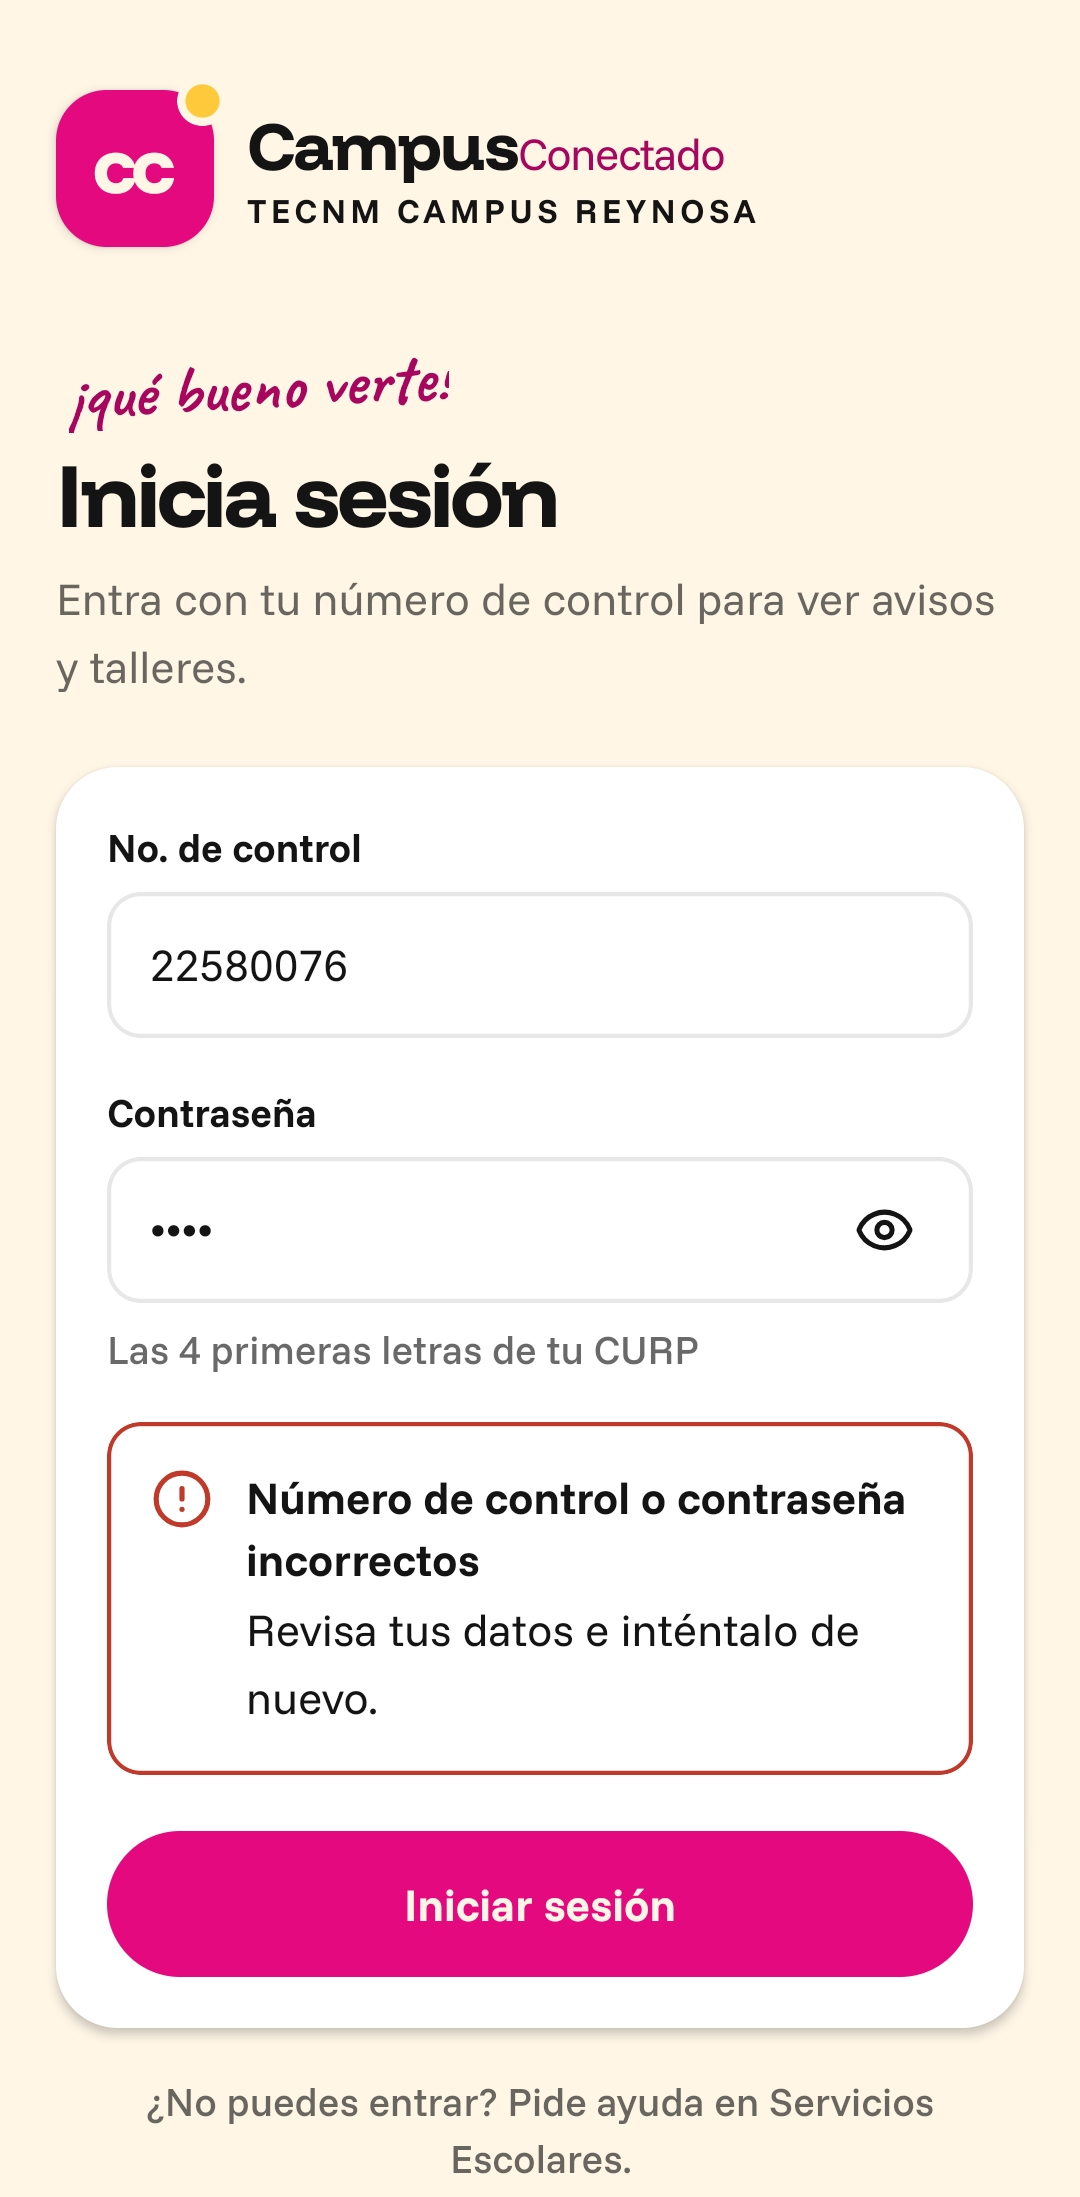 cc
CampusConectado
TECNM CAMPUS REYNOSA
¡qué bueno verte!
Inicia sesión
Entra con tu número de control para ver avisos
y talleres.
No. de control
22580076
Contraseña
••••
Las 4 primeras letras de tu CURP
Número de control o contraseña
incorrectos
Revisa tus datos e inténtalo de
nuevo.
Iniciar sesión
¿No puedes entrar? Pide ayuda en Servicios
Escolares.